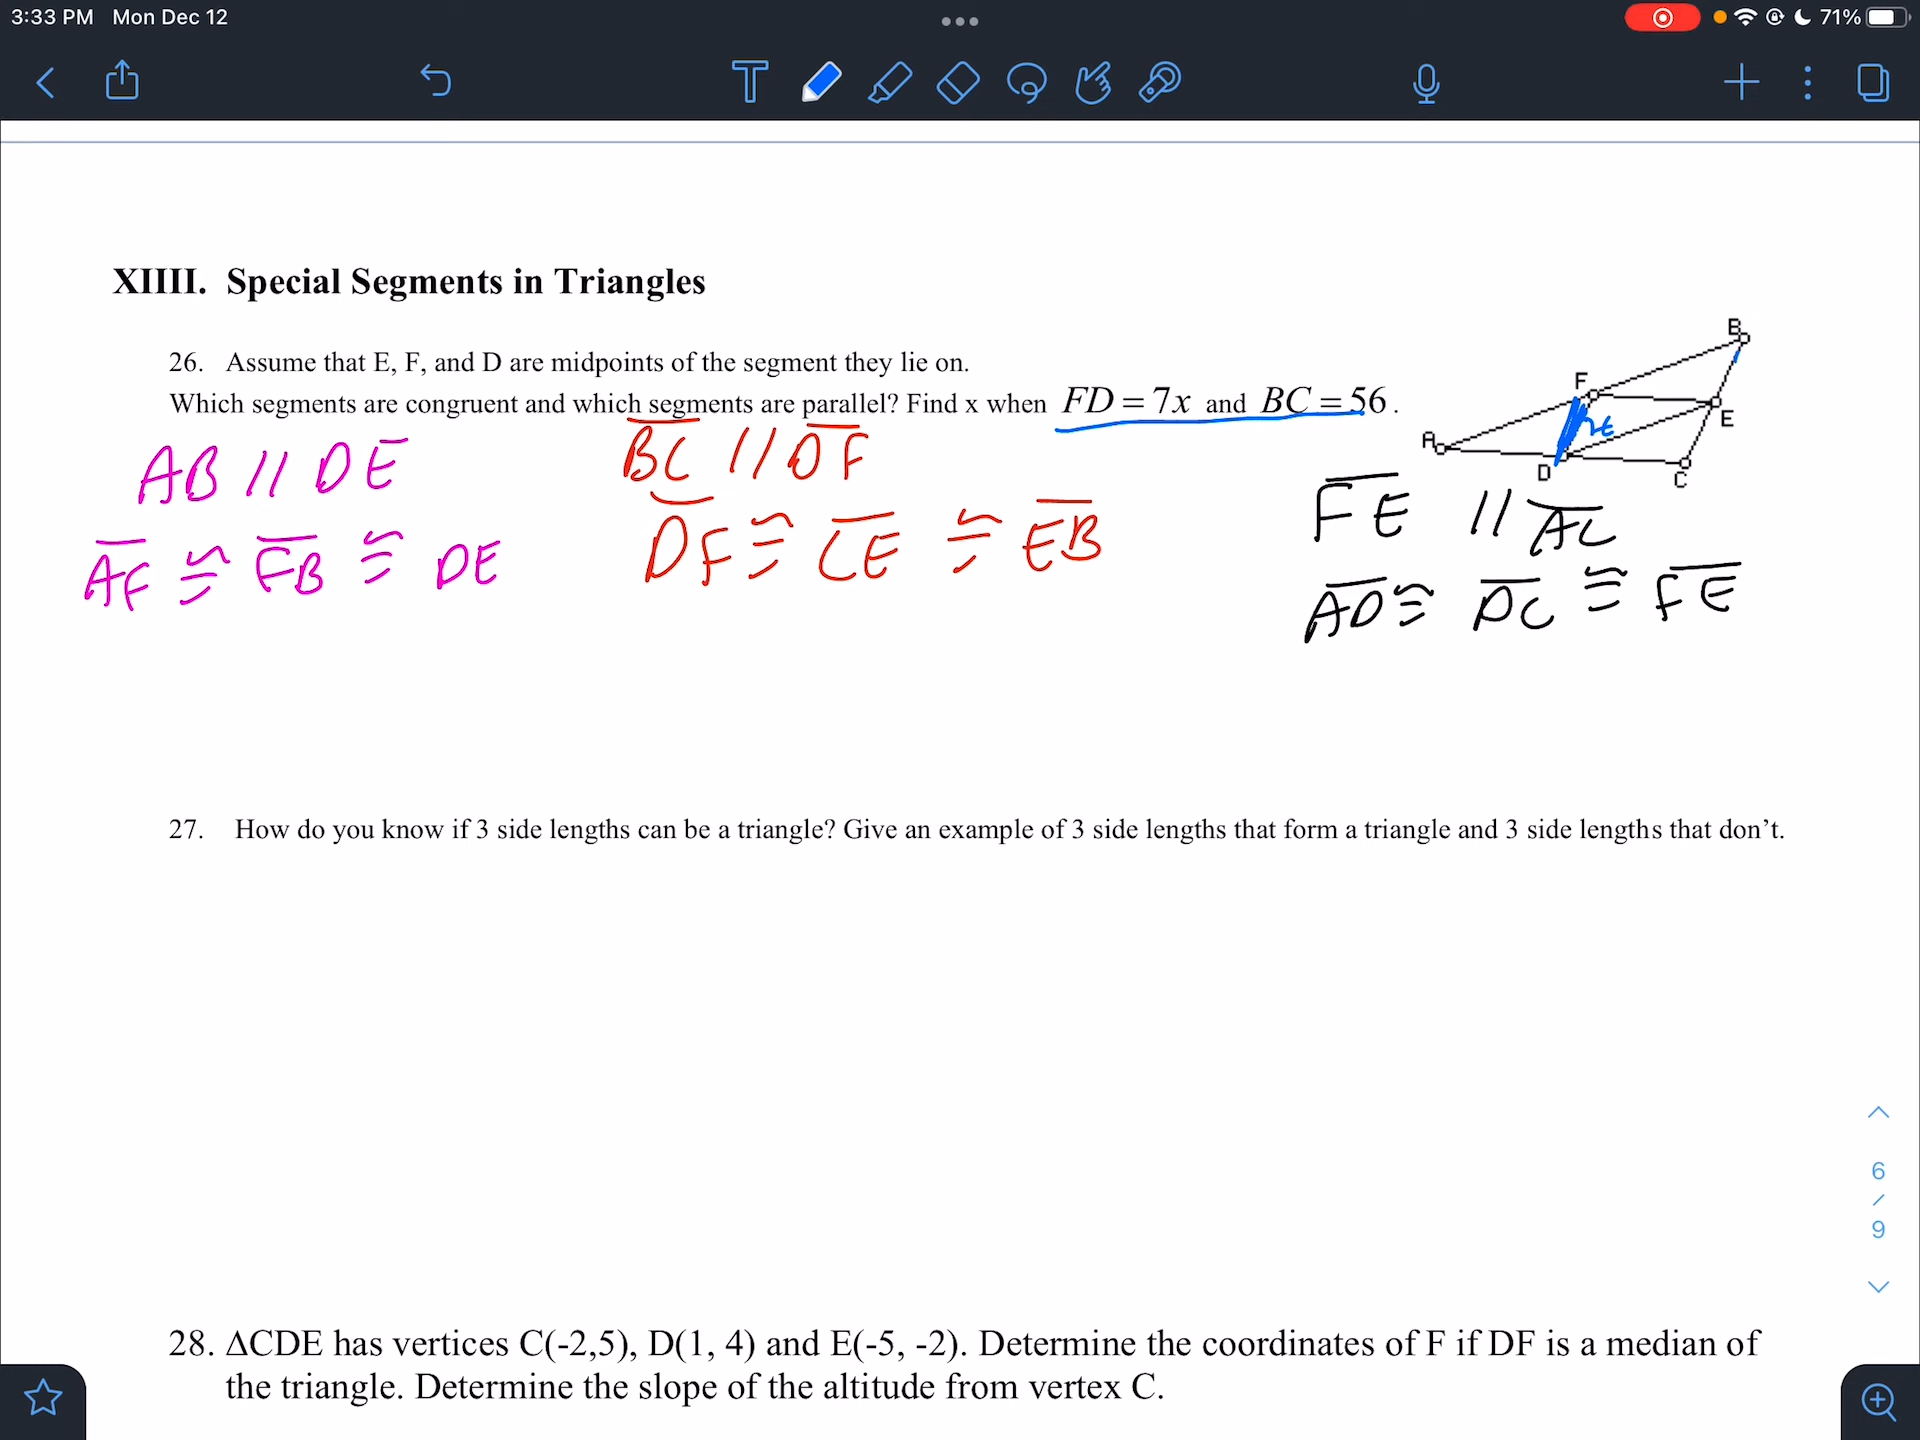 3:33 PM Mon Dec 12
71%
XIIII. Special Segments in Triangles
26. Assume that E, F, and D are midpoints of the segment they lie on.
Which segments are congruent and which segments are parallel? Find x when FD = 7x and BC = 56.
B
F
E
A
D
C
AB // DE
BC // DF
FE // AC
AF ≅ FB ≅ DE
DF ≅ CE ≅ EB
AD ≅ DC ≅ FE
27. How do you know if 3 side lengths can be a triangle? Give an example of 3 side lengths that form a triangle and 3 side lengths that don't.
6
/
9
28. ΔCDE has vertices C(-2,5), D(1, 4) and E(-5, -2). Determine the coordinates of F if DF is a median of
the triangle. Determine the slope of the altitude from vertex C.